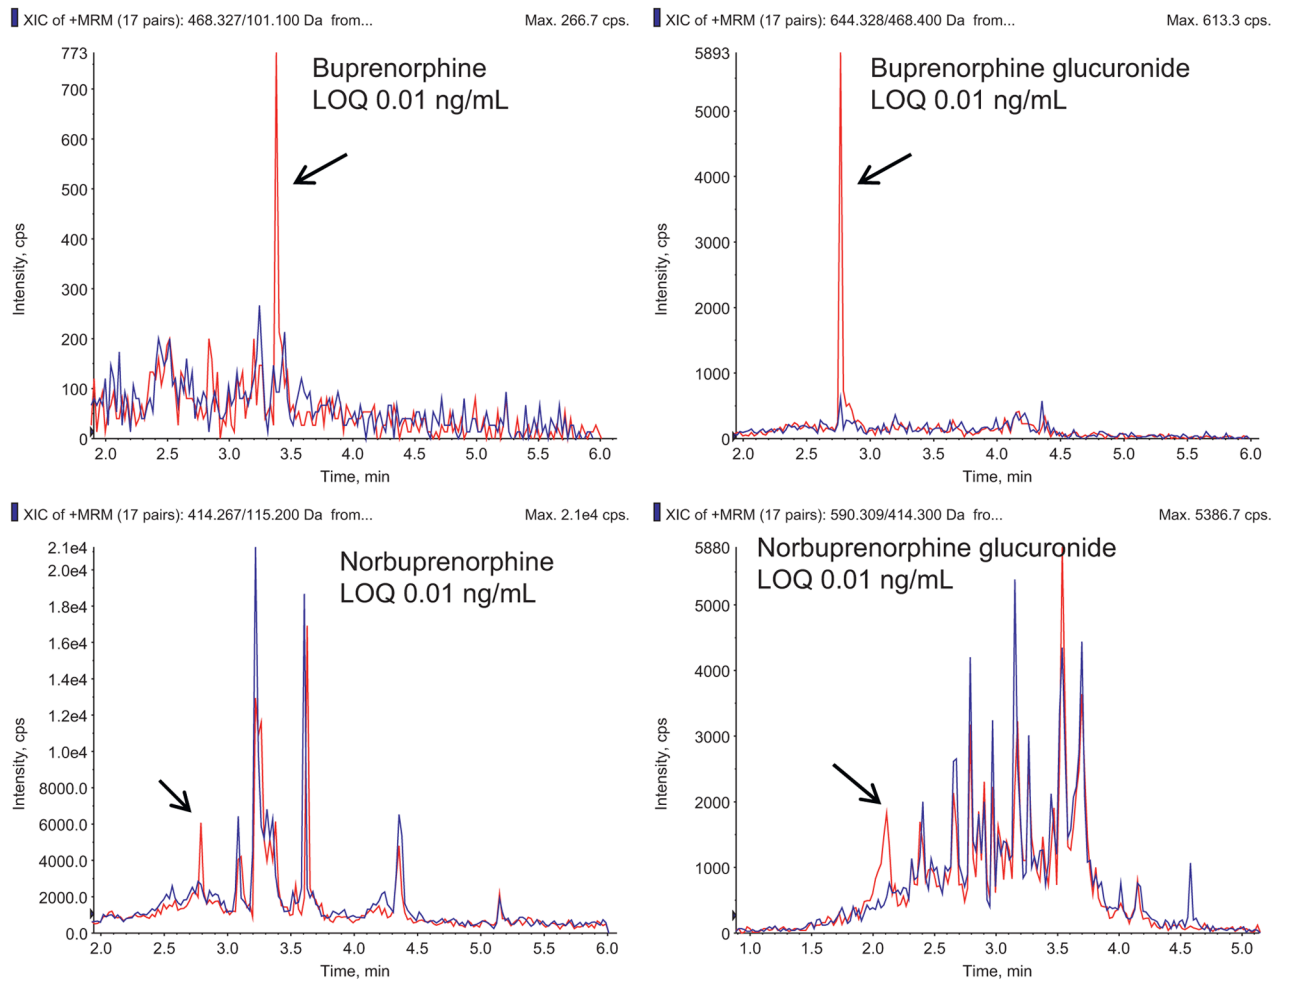 XIC of +MRM (17 pairs): 468.327/101.100 Da from... Max. 266.7 cps.
Buprenorphine
LOQ 0.01 ng/mL
773
700
600
500
400
300
200
100
0
Intensity, cps
2.0 2.5 3.0 3.5 4.0 4.5 5.0 5.5 6.0
Time, min
XIC of +MRM (17 pairs): 644.328/468.400 Da from... Max. 613.3 cps.
Buprenorphine glucuronide
LOQ 0.01 ng/mL
5893
5000
4000
3000
2000
1000
0
Intensity, cps
2.0 2.5 3.0 3.5 4.0 4.5 5.0 5.5 6.0
Time, min
XIC of +MRM (17 pairs): 414.267/115.200 Da from... Max. 2.1e4 cps.
Norbuprenorphine
LOQ 0.01 ng/mL
2.1e4
2.0e4
1.8e4
1.6e4
1.4e4
1.2e4
1.0e4
8000.0
6000.0
4000.0
2000.0
0.0
Intensity, cps
2.0 2.5 3.0 3.5 4.0 4.5 5.0 5.5 6.0
Time, min
XIC of +MRM (17 pairs): 590.309/414.300 Da fro... Max. 5386.7 cps.
Norbuprenorphine glucuronide
LOQ 0.01 ng/mL
5880
5000
4000
3000
2000
1000
0
Intensity, cps
1.0 1.5 2.0 2.5 3.0 3.5 4.0 4.5 5.0
Time, min